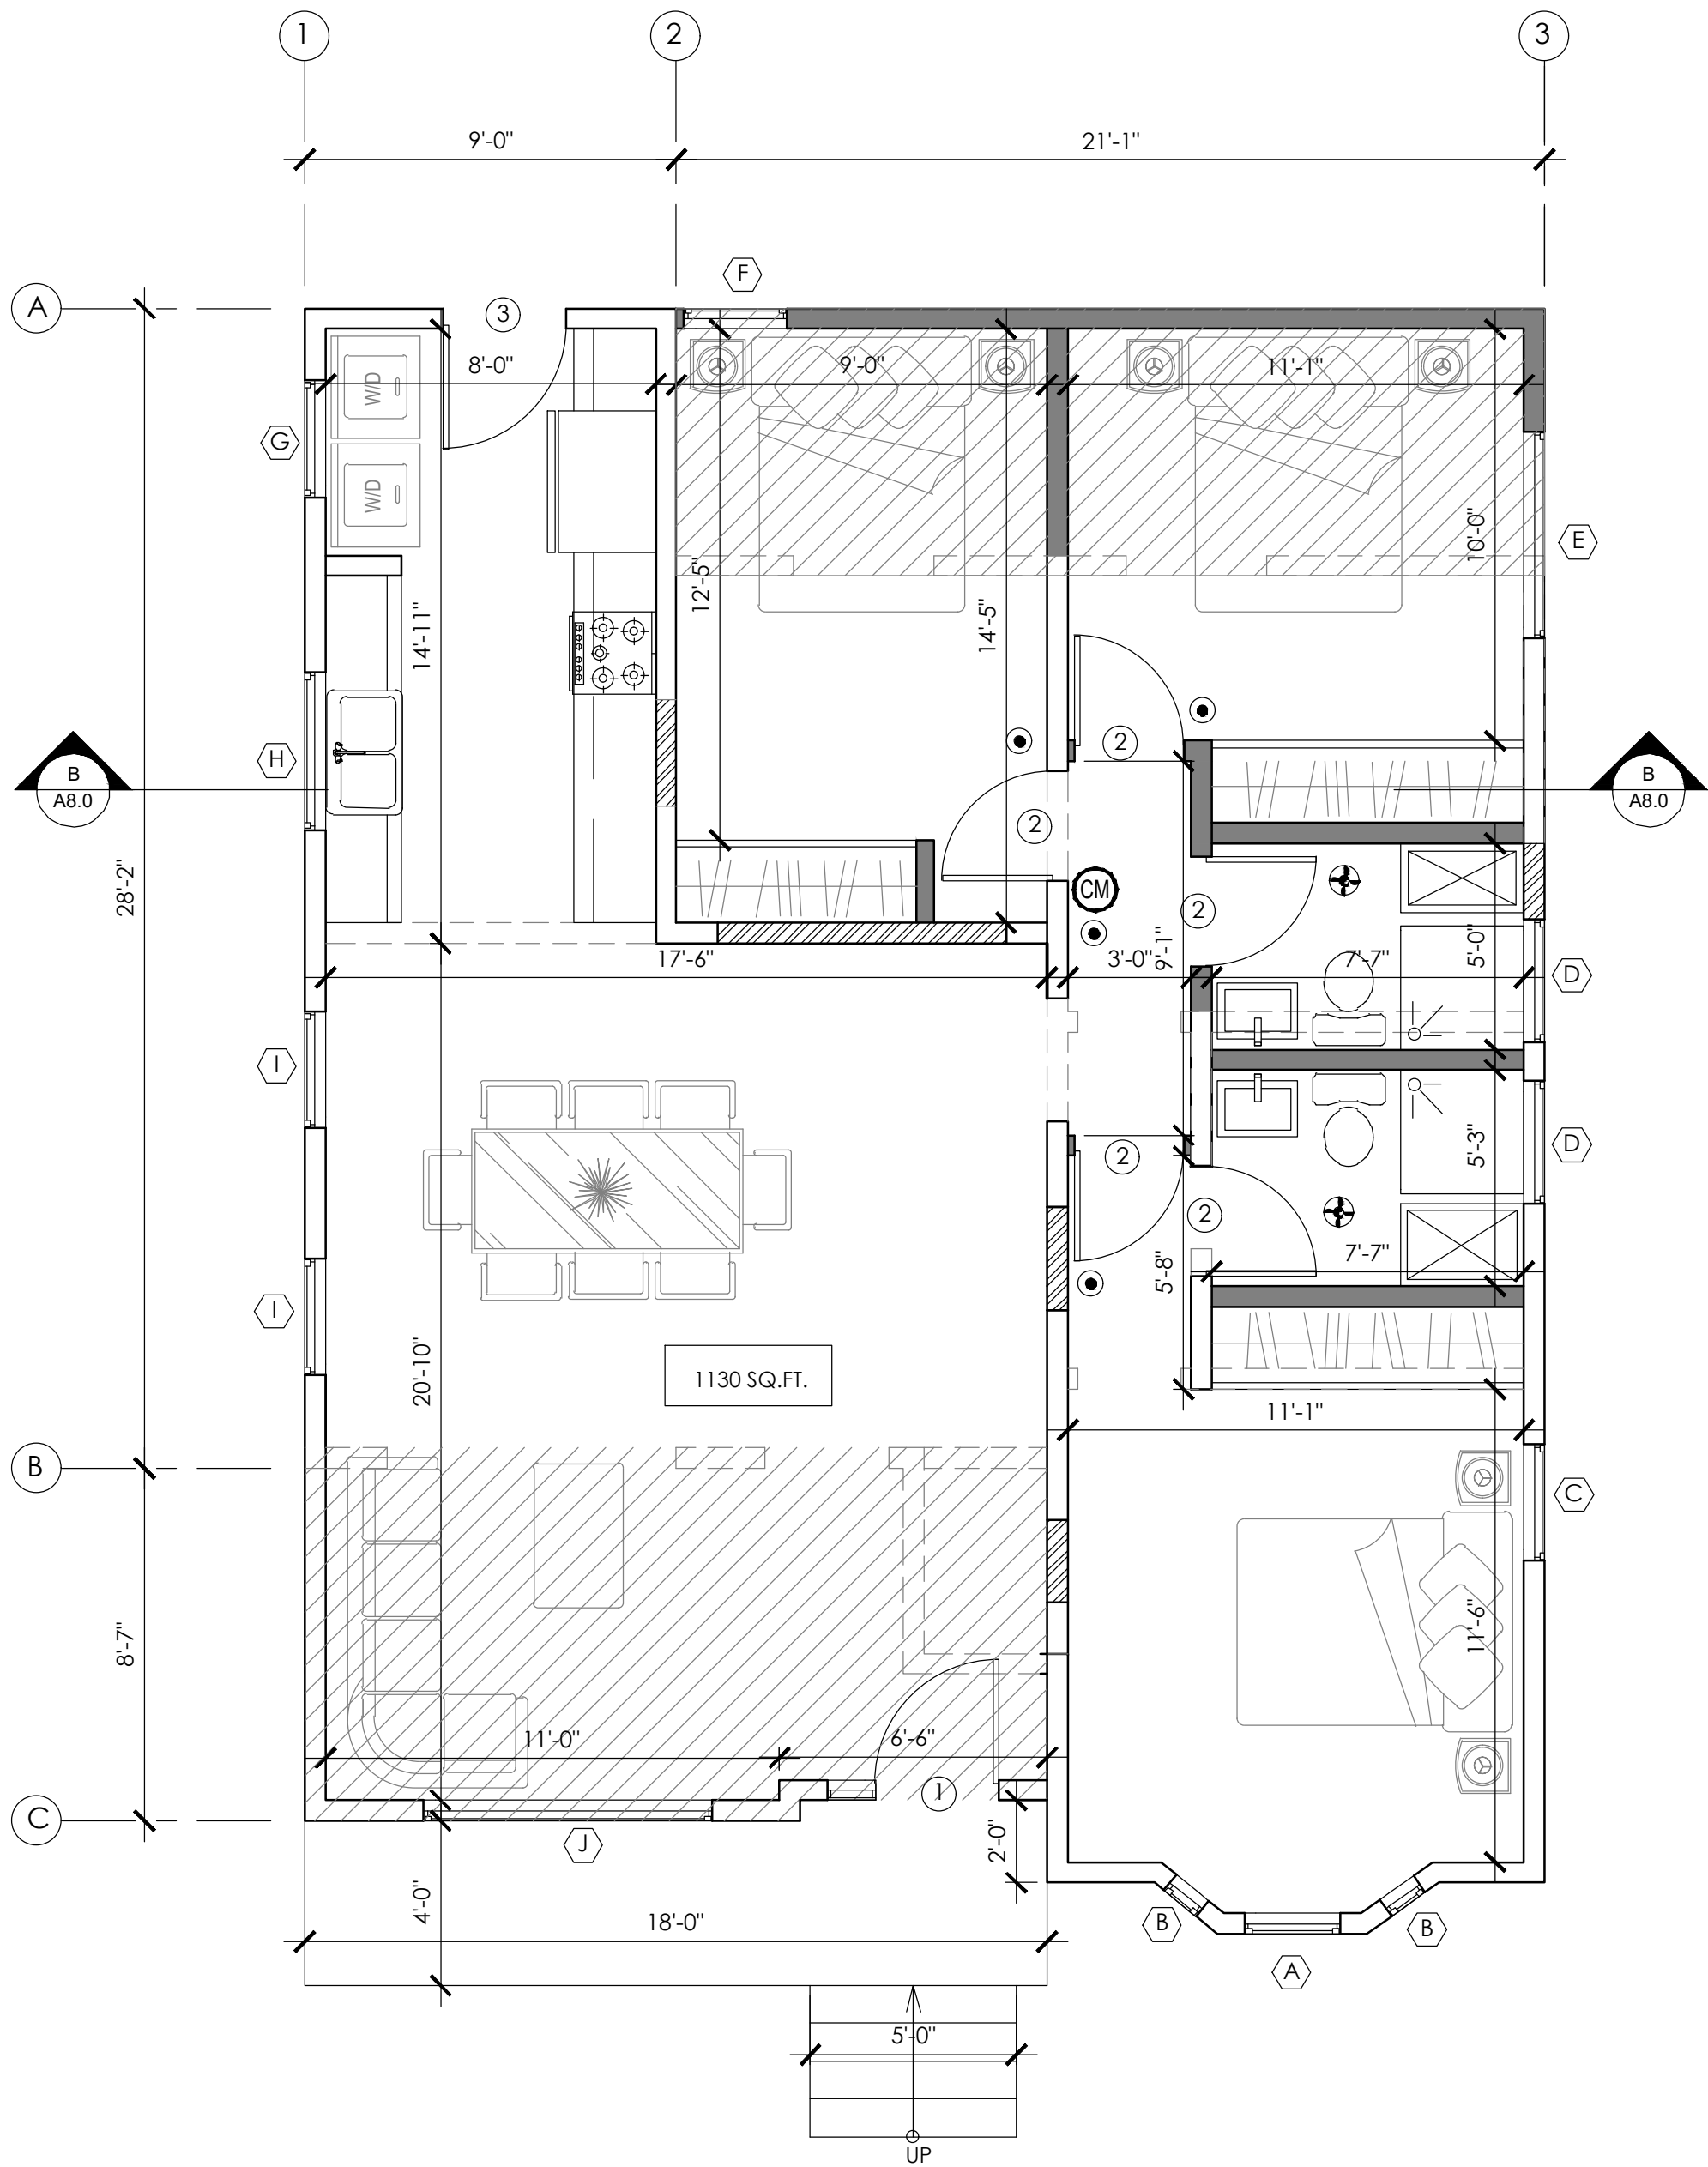 1
2
3
9'-0"
21'-1"
F
A
3
8'-0"
9'-0"
11'-1"
W/D
G
W/D
E
10'-0"
12'-5"
14'-11"
14'-5"
2
H
B
A8.0
B
A8.0
2
28'-2"
CM
2
17'-6"
3'-0"
9'-1"
7'-7"
5'-0"
D
I
2
5'-3"
D
2
5'-8"
7'-7"
I
20'-10"
1130 SQ.FT.
11'-1"
B
C
8'-7"
11'-6"
11'-0"
6'-6"
1
C
J
2'-0"
4'-0"
18'-0"
B
B
A
5'-0"
UP